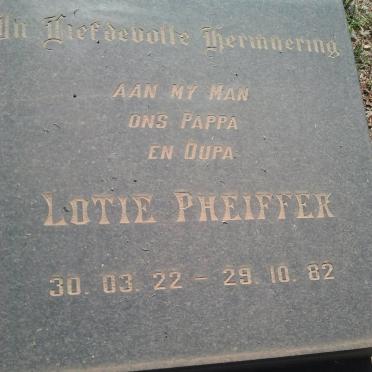 In Liefdevolle Herinnering
AAN MY MAN
ONS PAPPA
EN OUPA
LOTIE PHEIFFER
30. 03. 22 - 29. 10. 82